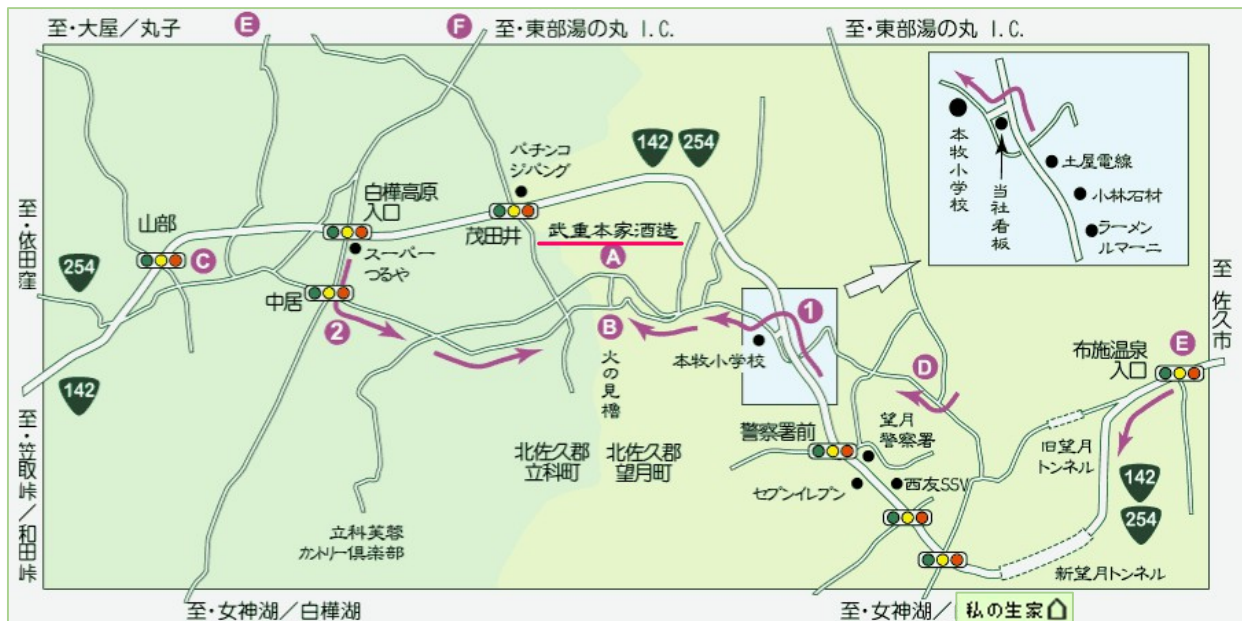 至・大屋／丸子
E
F
至・東部湯の丸 I.C.
至・東部湯の丸 I.C.
パチンコ
ジパング
142
254
白樺高原
入口
山部
C
茂田井
武重本家酒造
スーパー
つるや
A
至・依田窪
254
中居
2
B
火の見櫓
1
本牧小学校
D
本牧小学校
当社看板
土屋電線
小林石材
ラーメン
ルマーニ
至 佐久市
布施温泉
入口
E
142
至・笠取峠／和田峠
北佐久郡
立科町
北佐久郡
望月町
警察署前
望月
警察署
セブンイレブン
西友SSV
旧望月
トンネル
142
254
立科芙蓉
カントリー倶楽部
新望月トンネル
至・女神湖／白樺湖
至・女神湖／
私の生家